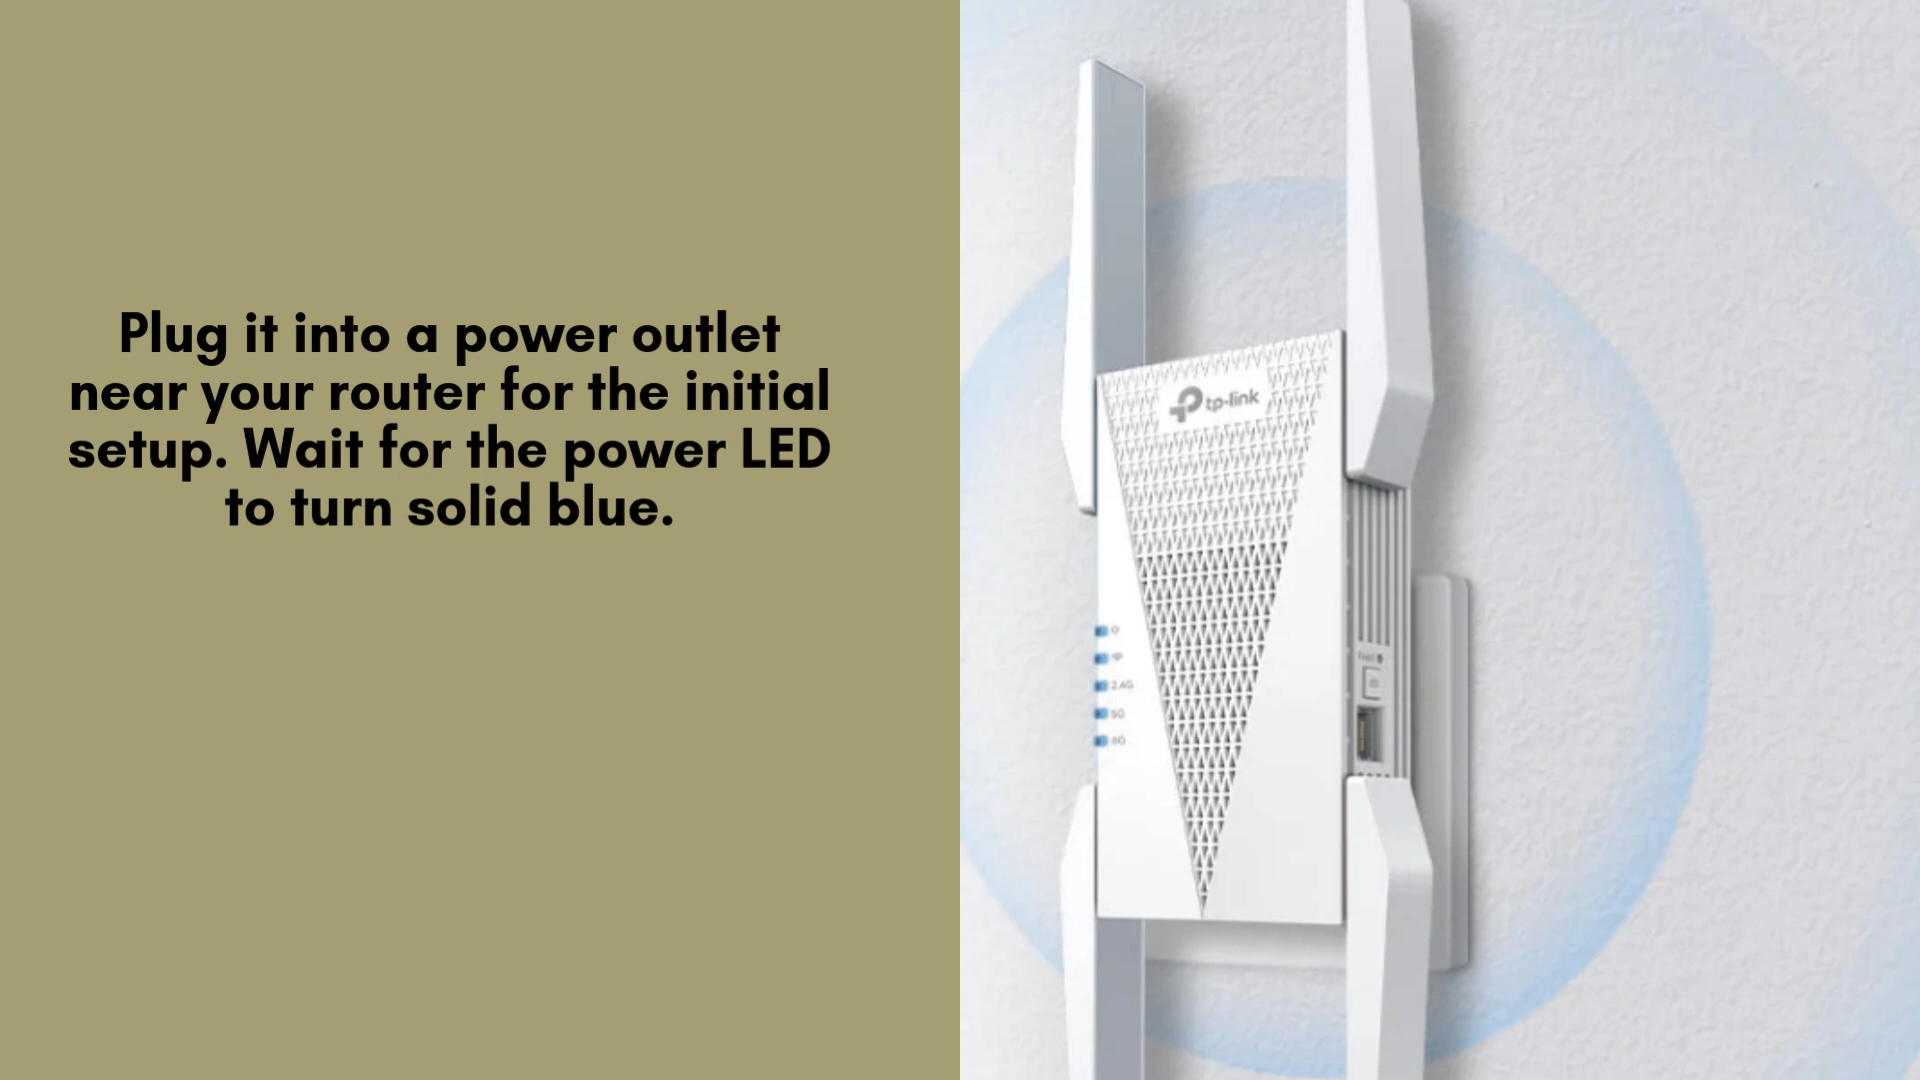 Plug it into a power outlet
near your router for the initial
setup. Wait for the power LED
to turn solid blue.
tp-link
2.4G
5G
6G